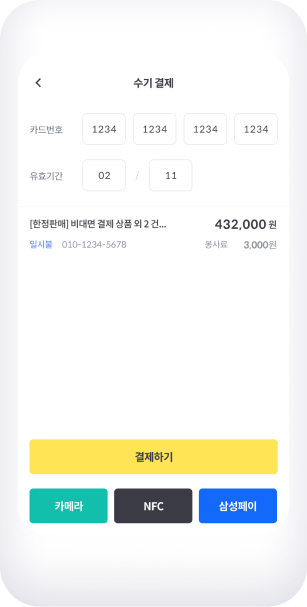 수기 결제
카드번호 1234 1234 1234 1234
유효기간 02 / 11
[한정판매] 비대면 결제 상품 외 2 건... 432,000 원
일시불 010-1234-5678 봉사료 3,000원
결제하기
카메라 NFC 삼성페이